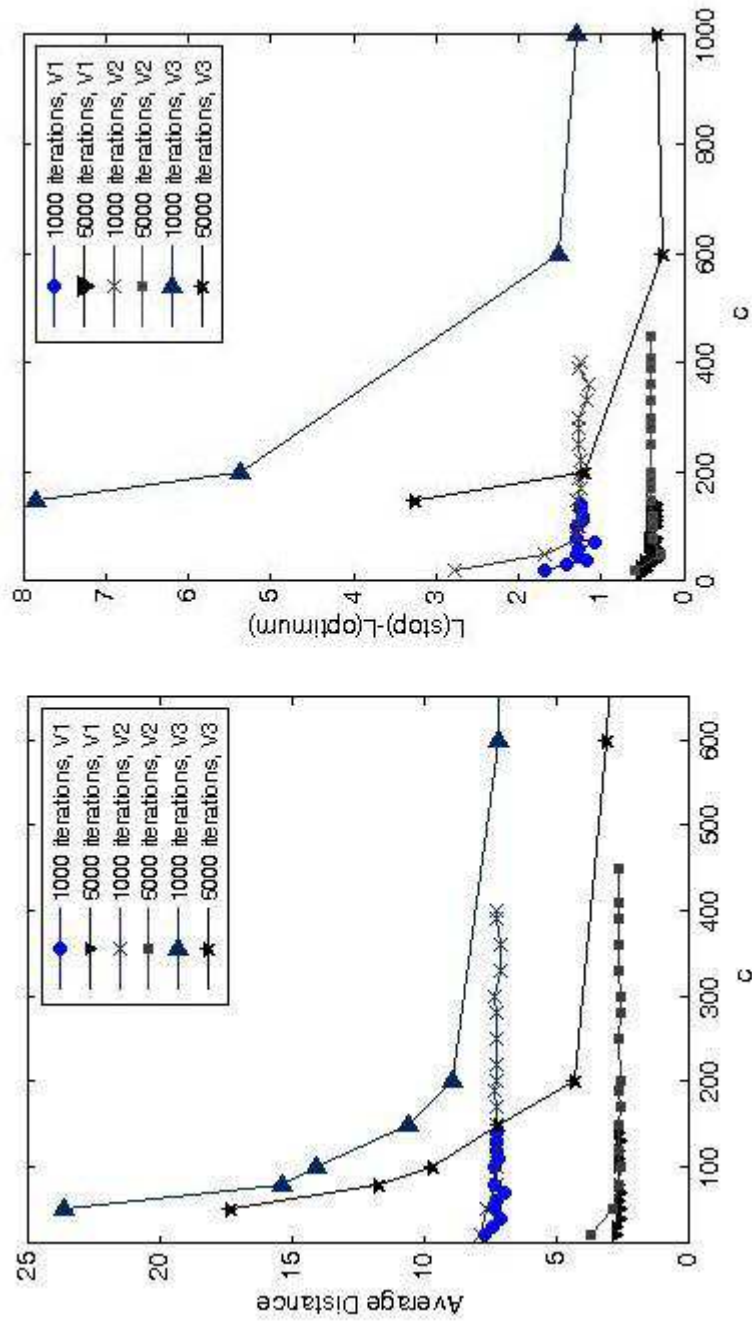 25
20
15
10
5
0
Average Distance
100
200
300
400
500
600
c
1000 iterations, V1
5000 iterations, V1
1000 iterations, V2
5000 iterations, V2
1000 iterations, V3
5000 iterations, V3
8
7
6
5
4
3
2
1
0
L(stop)-L(optimum)
0
200
400
600
800
1000
c
1000 iterations, V1
5000 iterations, V1
1000 iterations, V2
5000 iterations, V2
1000 iterations, V3
5000 iterations, V3